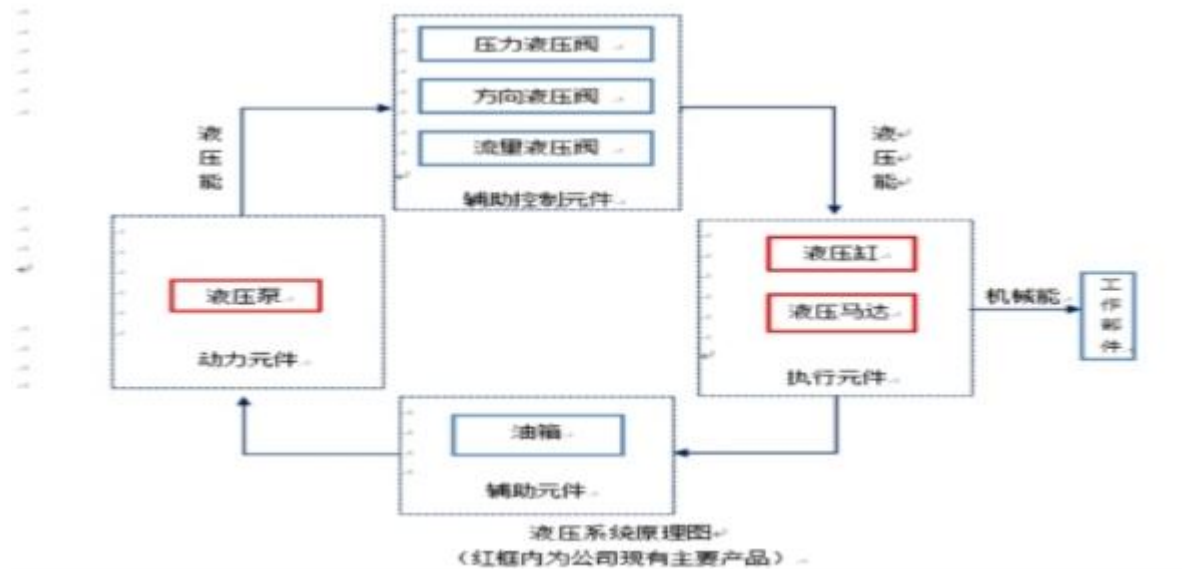 压力液压阀
方向液压阀
流量液压阀
辅助控制元件
液压能
液压能
液压泵
动力元件
液压缸
液压马达
执行元件
机械能
工作部件
油箱
辅助元件
液压系统原理图
（红框内为公司现有主要产品）